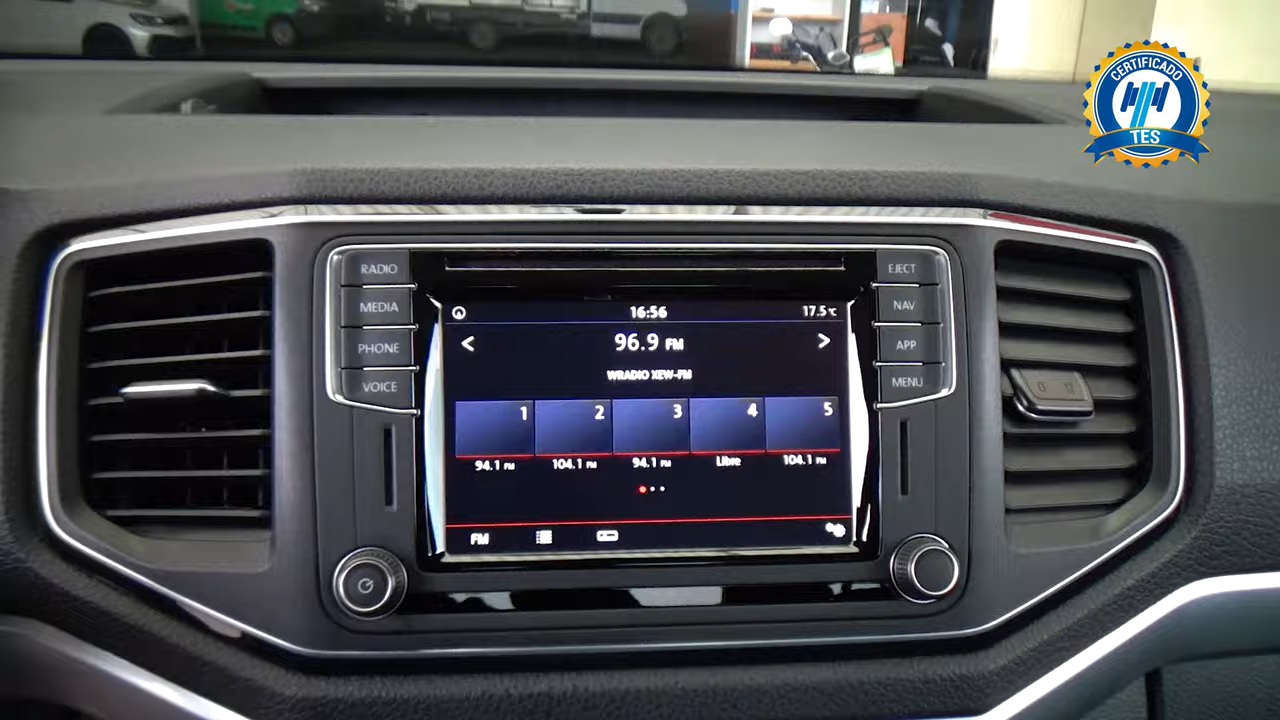 CERTIFICADO
TES
RADIO
MEDIA
PHONE
VOICE
EJECT
NAV
APP
MENU
16:56
17.5°C
< 96.9 FM >
WRADIO XEW-FM
1 2 3 4 5
94.1 FM 104.1 FM 94.1 FM Libre 104.1 FM
FM